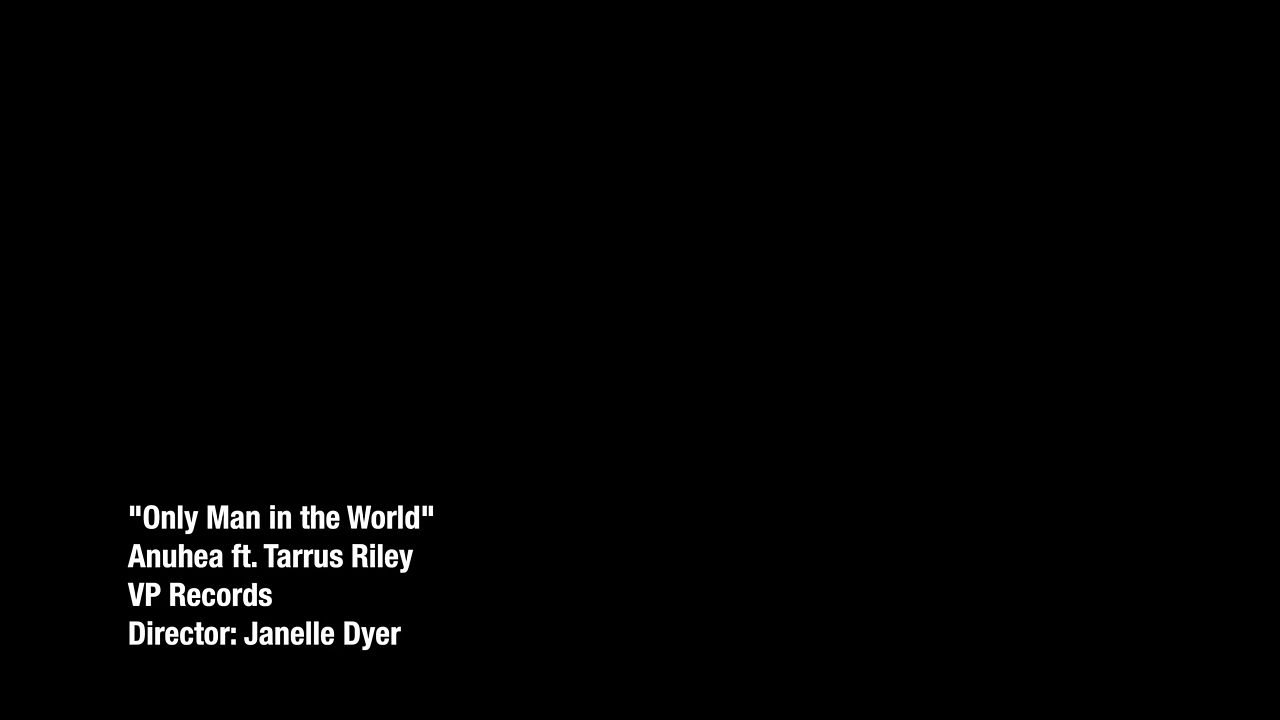 "Only Man in the World"
Anuhea ft. Tarrus Riley
VP Records
Director: Janelle Dyer